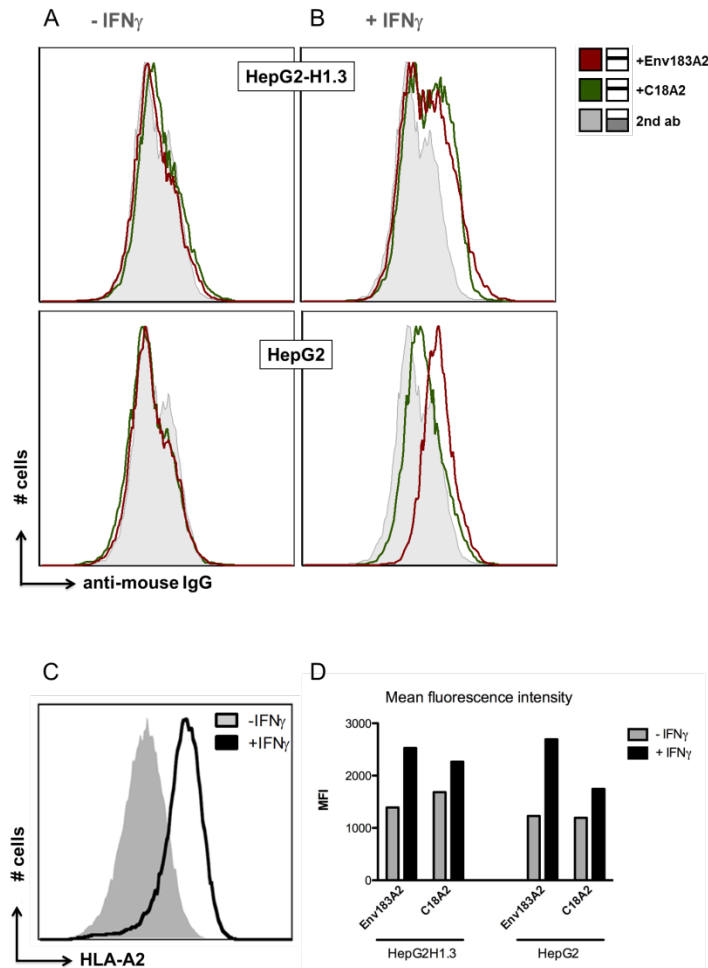 A
- IFNγ
B
+ IFNγ
HepG2-H1.3
+Env183A2
+C18A2
2nd ab
HepG2
# cells
anti-mouse IgG
C
-IFNγ
+IFNγ
# cells
HLA-A2
D
Mean fluorescence intensity
3000
2000
1000
0
MFI
- IFNγ
+ IFNγ
Env183A2
C18A2
Env183A2
C18A2
HepG2H1.3
HepG2